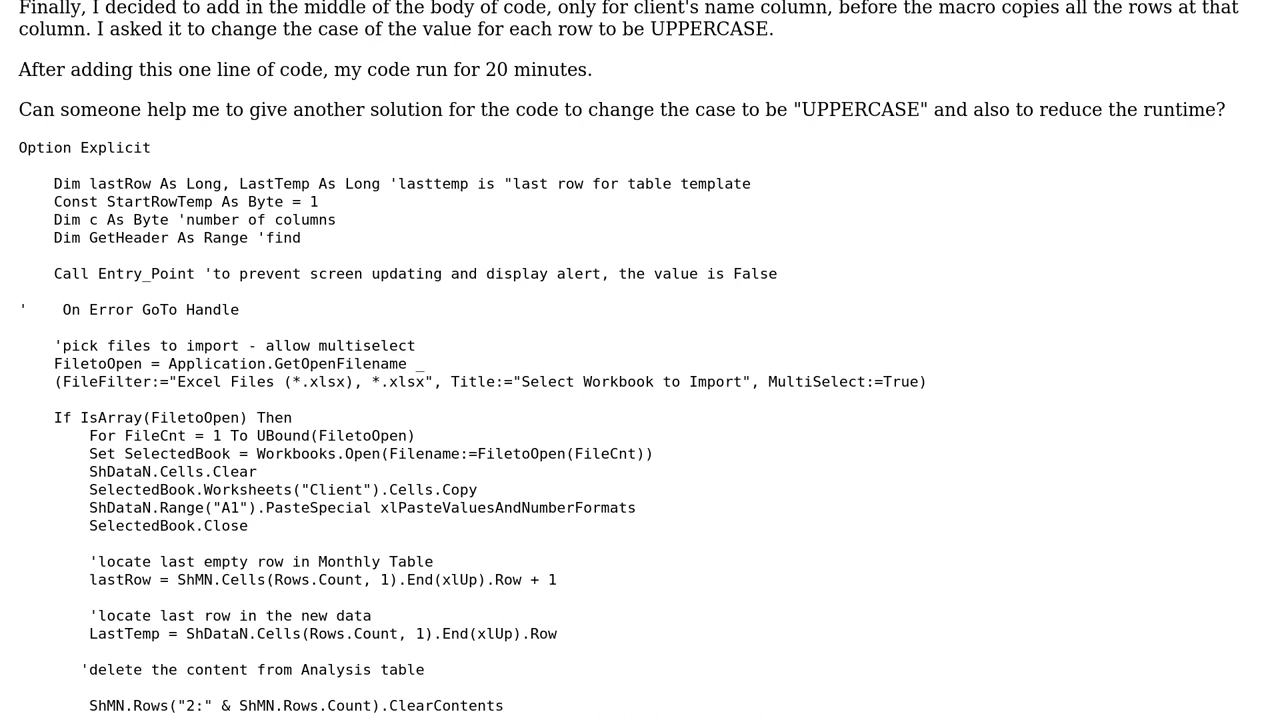 Finally, I decided to add in the middle of the body of code, only for client's name column, before the macro copies all the rows at that
column. I asked it to change the case of the value for each row to be UPPERCASE.
After adding this one line of code, my code run for 20 minutes.
Can someone help me to give another solution for the code to change the case to be "UPPERCASE" and also to reduce the runtime?
Option Explicit
    Dim lastRow As Long, LastTemp As Long 'lasttemp is "last row for table template
    Const StartRowTemp As Byte = 1
    Dim c As Byte 'number of columns
    Dim GetHeader As Range 'find
    Call Entry_Point 'to prevent screen updating and display alert, the value is False
'    On Error GoTo Handle
    'pick files to import - allow multiselect
    FiletoOpen = Application.GetOpenFilename _
    (FileFilter:="Excel Files (*.xlsx), *.xlsx", Title:="Select Workbook to Import", MultiSelect:=True)
    If IsArray(FiletoOpen) Then
        For FileCnt = 1 To UBound(FiletoOpen)
        Set SelectedBook = Workbooks.Open(Filename:=FiletoOpen(FileCnt))
        ShDataN.Cells.Clear
        SelectedBook.Worksheets("Client").Cells.Copy
        ShDataN.Range("A1").PasteSpecial xlPasteValuesAndNumberFormats
        SelectedBook.Close
        'locate last empty row in Monthly Table
        lastRow = ShMN.Cells(Rows.Count, 1).End(xlUp).Row + 1
        'locate last row in the new data
        LastTemp = ShDataN.Cells(Rows.Count, 1).End(xlUp).Row
       'delete the content from Analysis table
        ShMN.Rows("2:" & ShMN.Rows.Count).ClearContents